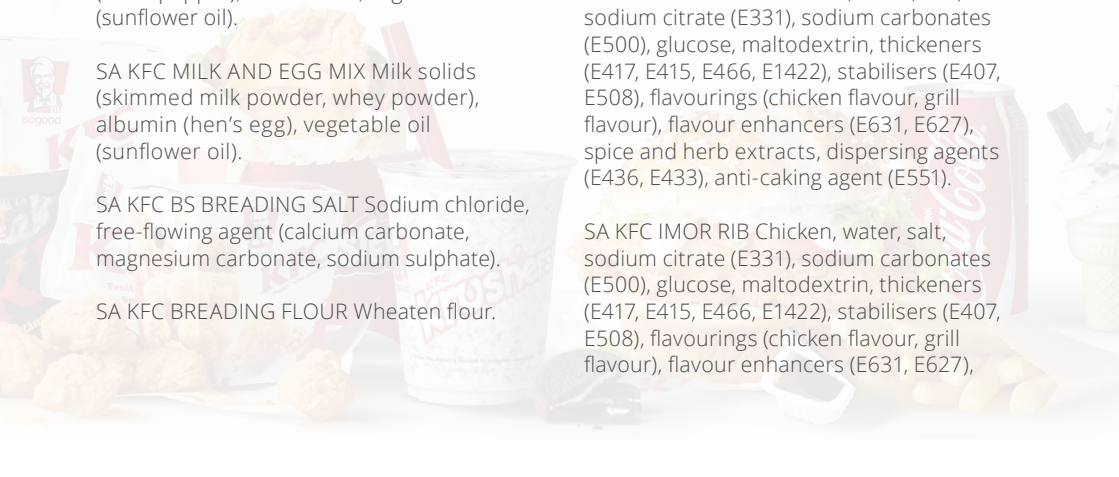 (sunflower oil).
SA KFC MILK AND EGG MIX Milk solids
(skimmed milk powder, whey powder),
albumin (hen’s egg), vegetable oil
(sunflower oil).
SA KFC BS BREADING SALT Sodium chloride,
free-flowing agent (calcium carbonate,
magnesium carbonate, sodium sulphate).
SA KFC BREADING FLOUR Wheaten flour.
sodium citrate (E331), sodium carbonates
(E500), glucose, maltodextrin, thickeners
(E417, E415, E466, E1422), stabilisers (E407,
E508), flavourings (chicken flavour, grill
flavour), flavour enhancers (E631, E627),
spice and herb extracts, dispersing agents
(E436, E433), anti-caking agent (E551).
SA KFC IMOR RIB Chicken, water, salt,
sodium citrate (E331), sodium carbonates
(E500), glucose, maltodextrin, thickeners
(E417, E415, E466, E1422), stabilisers (E407,
E508), flavourings (chicken flavour, grill
flavour), flavour enhancers (E631, E627),
sogood
Krushers
Coca-Cola